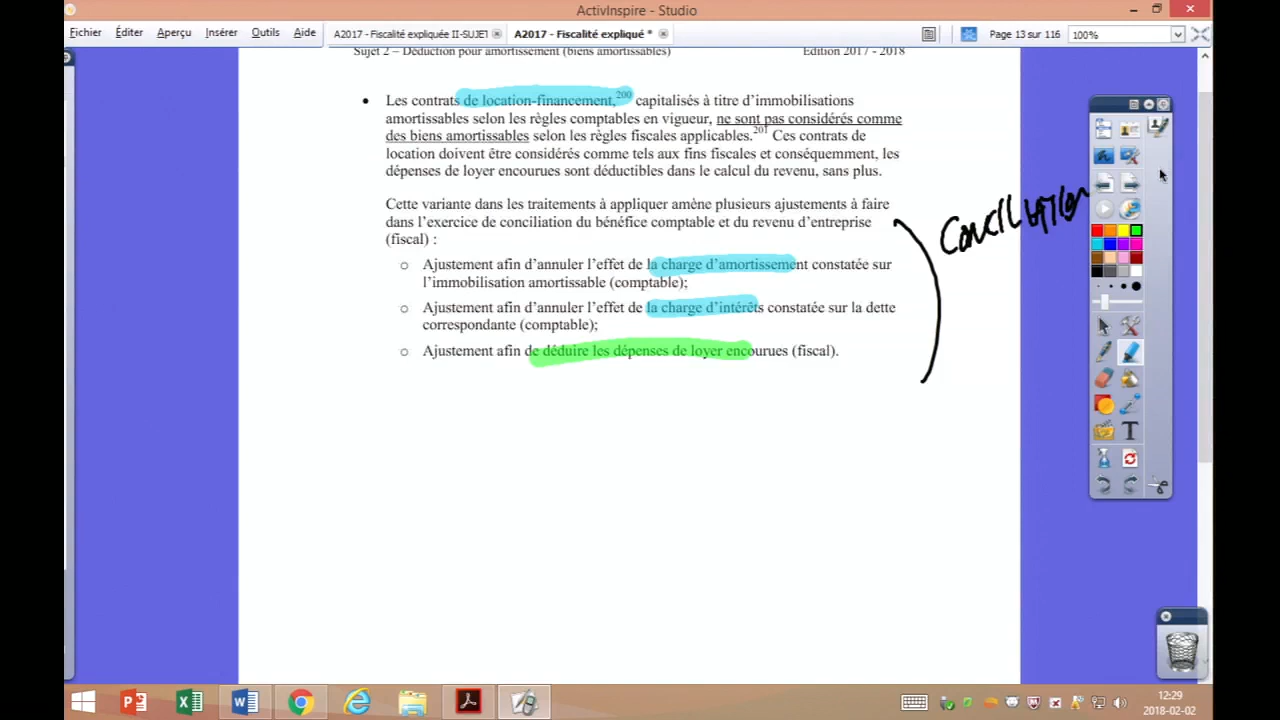 ActivInspire - Studio
Fichier Éditer Aperçu Insérer Outils Aide
A2017 - Fiscalité expliquée II-SUJET
A2017 - Fiscalité expliqué *
Page 13 sur 116
100%
Sujet 2 – Déduction pour amortissement (biens amortissables)
Édition 2017 - 2018
• Les contrats de location-financement,200 capitalisés à titre d’immobilisations
amortissables selon les règles comptables en vigueur, ne sont pas considérés comme
des biens amortissables selon les règles fiscales applicables.201 Ces contrats de
location doivent être considérés comme tels aux fins fiscales et conséquemment, les
dépenses de loyer encourues sont déductibles dans le calcul du revenu, sans plus.
Cette variante dans les traitements à appliquer amène plusieurs ajustements à faire
dans l’exercice de conciliation du bénéfice comptable et du revenu d’entreprise
(fiscal) :
Conciliation
o Ajustement afin d’annuler l’effet de la charge d’amortissement constatée sur
l’immobilisation amortissable (comptable);
o Ajustement afin d’annuler l’effet de la charge d’intérêts constatée sur la dette
correspondante (comptable);
o Ajustement afin de déduire les dépenses de loyer encourues (fiscal).
12:29
2018-02-02